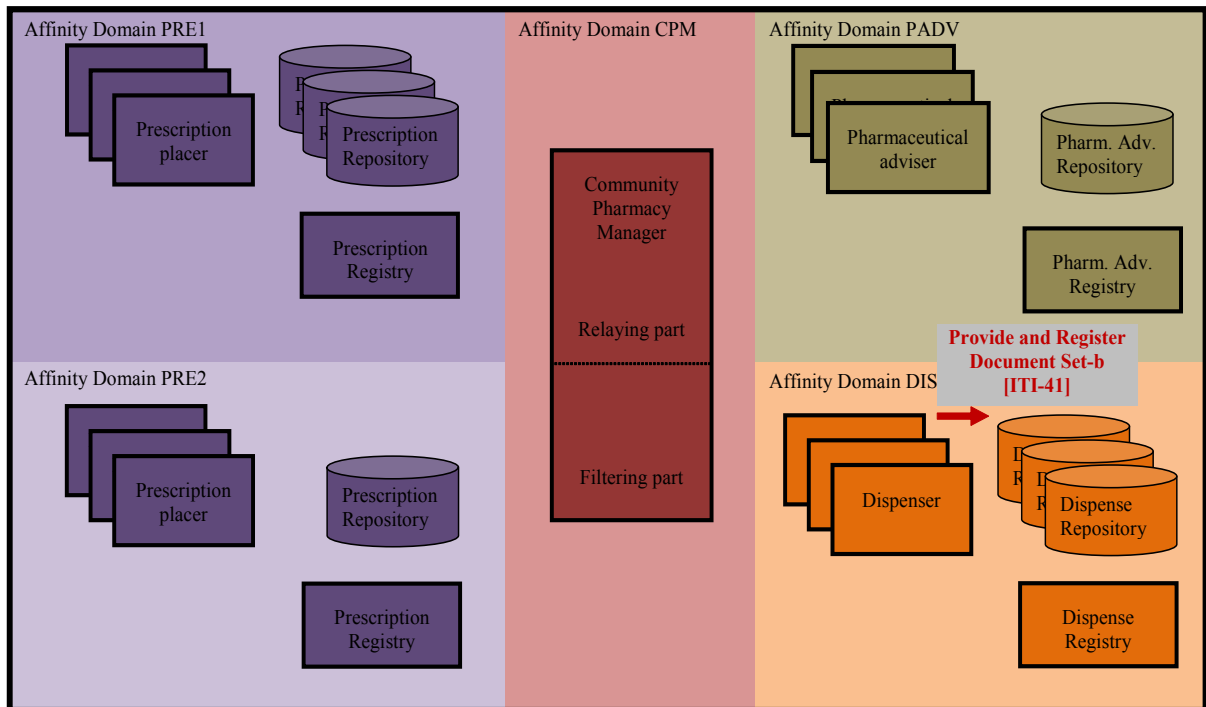 Affinity Domain PRE1
Prescription
placer
P
R
P
R
Prescription
Repository
Prescription
Registry
Affinity Domain CPM
Community
Pharmacy
Manager
Relaying part
Filtering part
Affinity Domain PADV
Pharmaceutical
adviser
Pharm. Adv.
Repository
Pharm. Adv.
Registry
Provide and Register
Document Set-b
[ITI-41]
Affinity Domain PRE2
Prescription
placer
Prescription
Repository
Prescription
Registry
Affinity Domain DIS
Dispenser
D
R
D
R
Dispense
Repository
Dispense
Registry